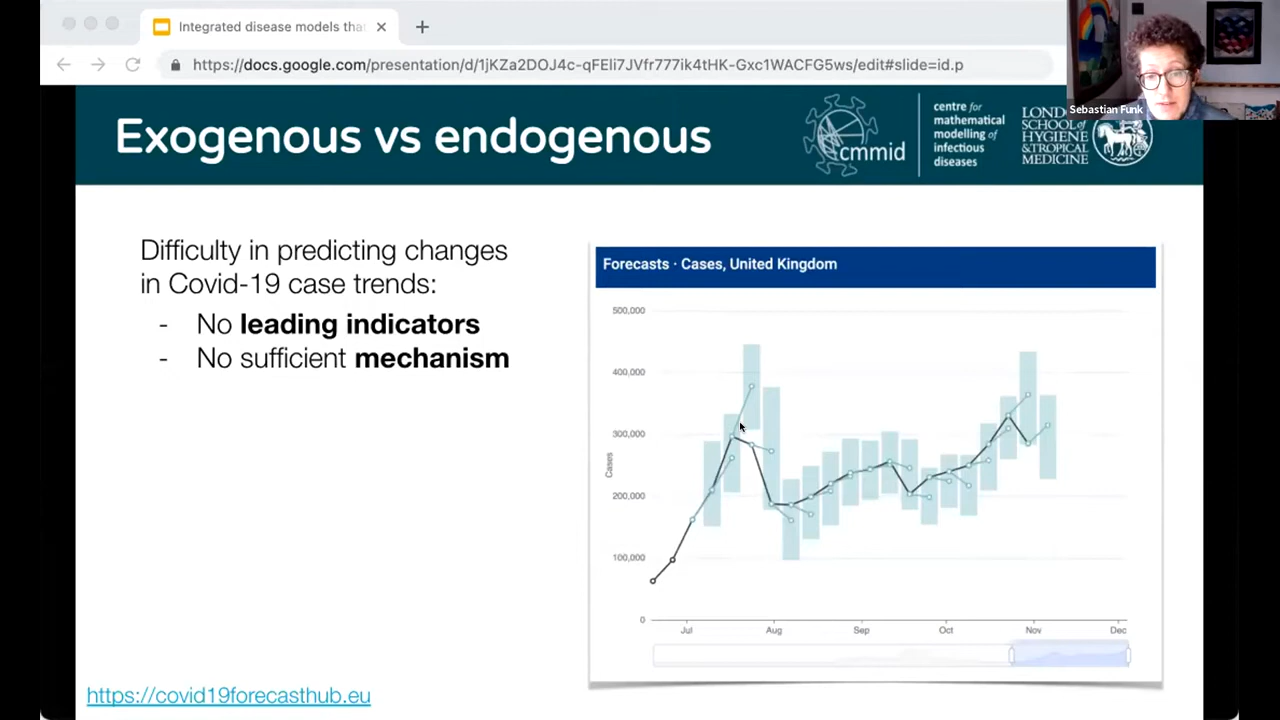 Integrated disease models tha
https://docs.google.com/presentation/d/1jKZa2DOJ4c-qFEli7JVfr777ik4tHK-Gxc1WACFG5ws/edit#slide=id.p
Sebastian Funk
Exogenous vs endogenous
cmmid
centre for
mathematical
modelling of
infectious
diseases
LONDON
SCHOOL of
HYGIENE
& TROPICAL
MEDICINE
Difficulty in predicting changes
in Covid-19 case trends:
- No leading indicators
- No sufficient mechanism
Forecasts · Cases, United Kingdom
500,000
400,000
300,000
200,000
100,000
0
Cases
Jul
Aug
Sep
Oct
Nov
Dec
https://covid19forecasthub.eu